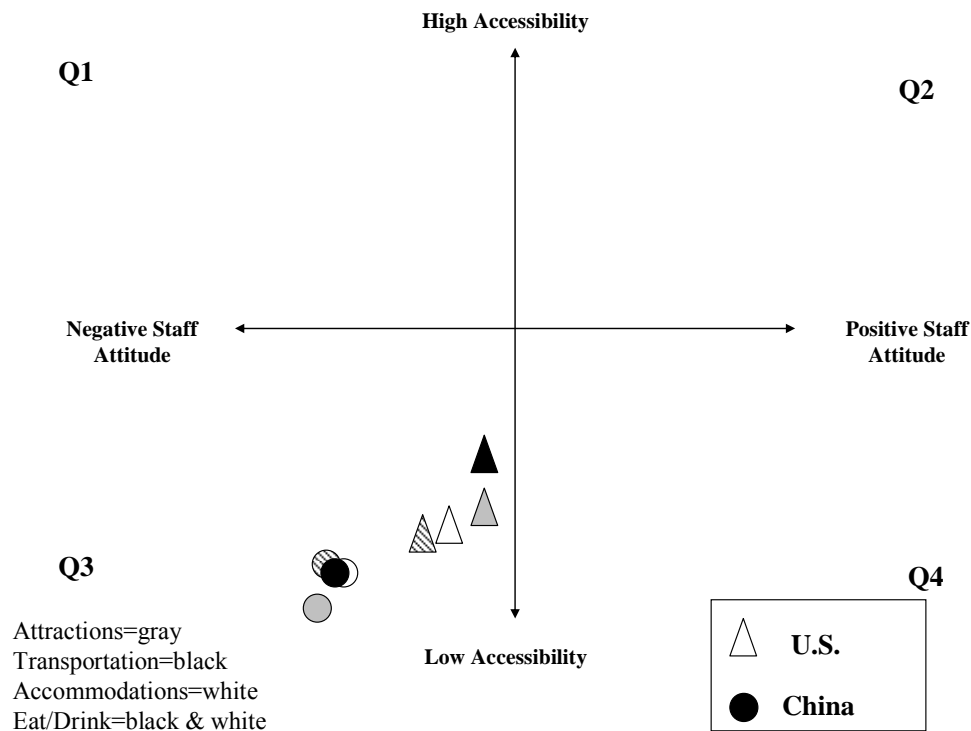 High Accessibility
Q1
Q2
Negative Staff
Attitude
Positive Staff
Attitude
Q3
Q4
Attractions=gray
Transportation=black
Accommodations=white
Eat/Drink=black & white
Low Accessibility
U.S.
China